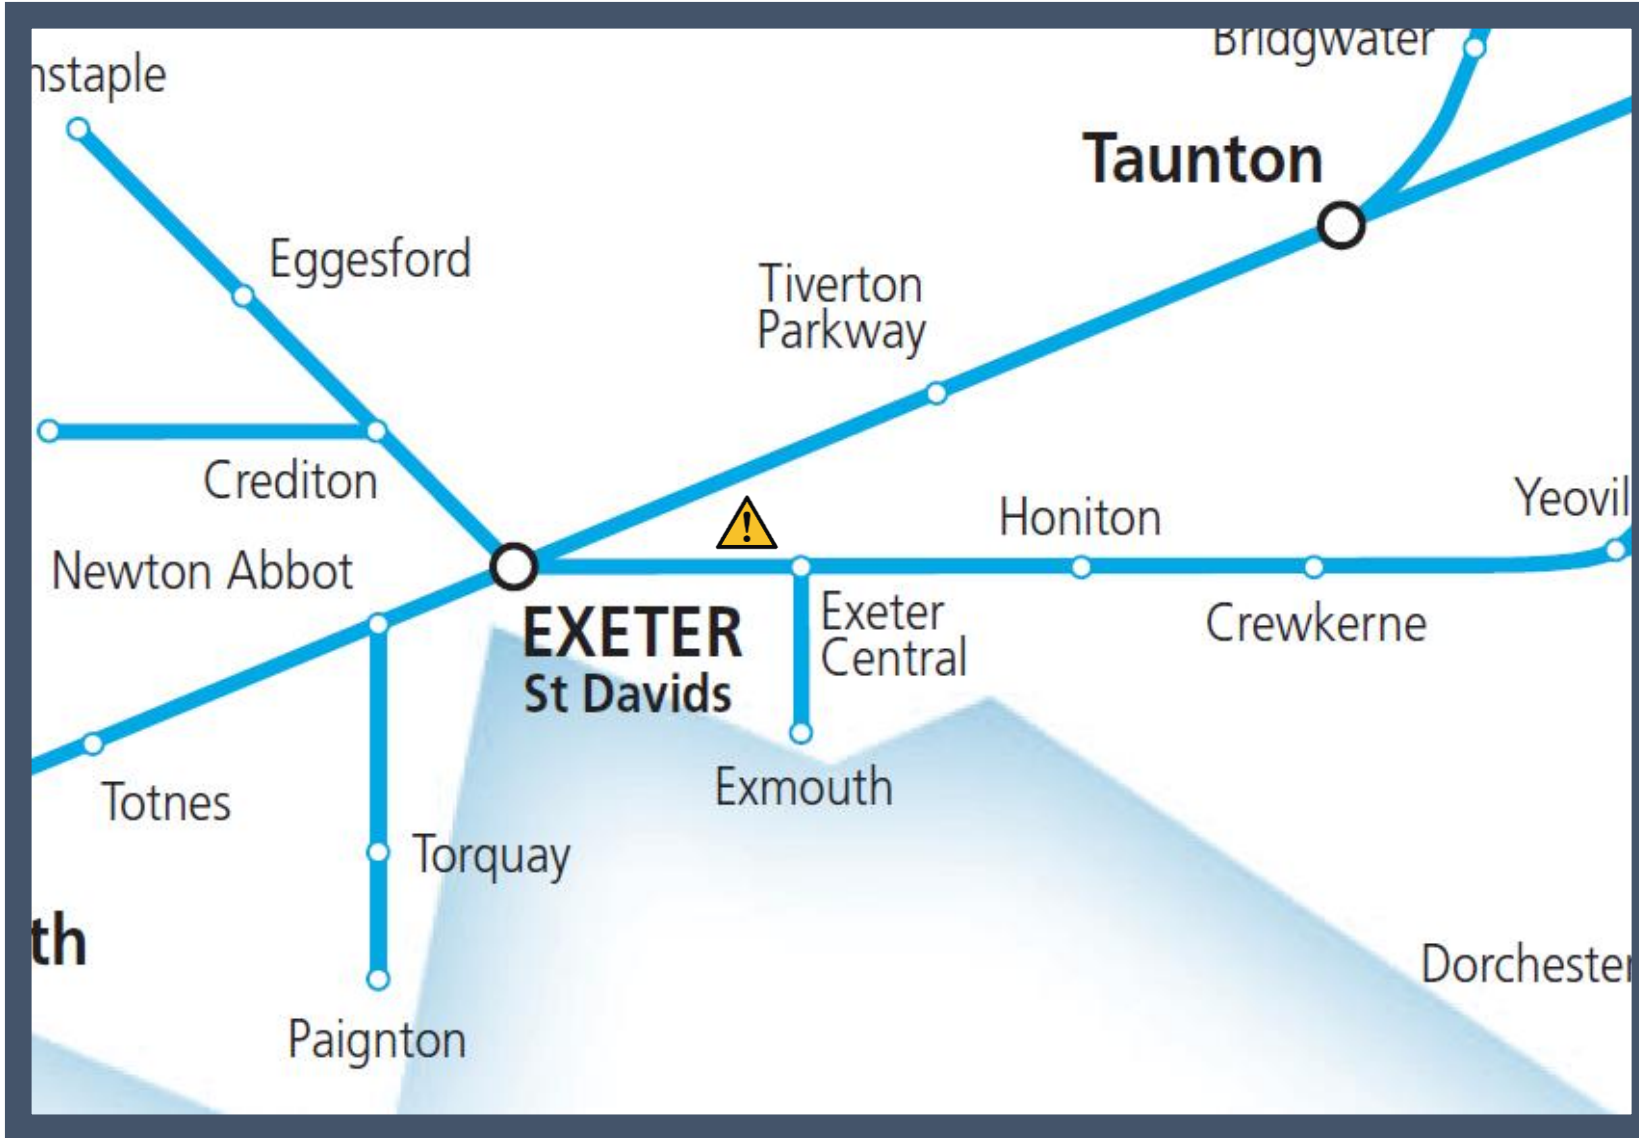 Bridgwater
nstaple
Taunton
Eggesford
Tiverton
Parkway
Crediton
Yeovil
Honiton
Newton Abbot
!
EXETER
St Davids
Exeter
Central
Crewkerne
Totnes
Exmouth
Torquay
th
Dorchester
Paignton